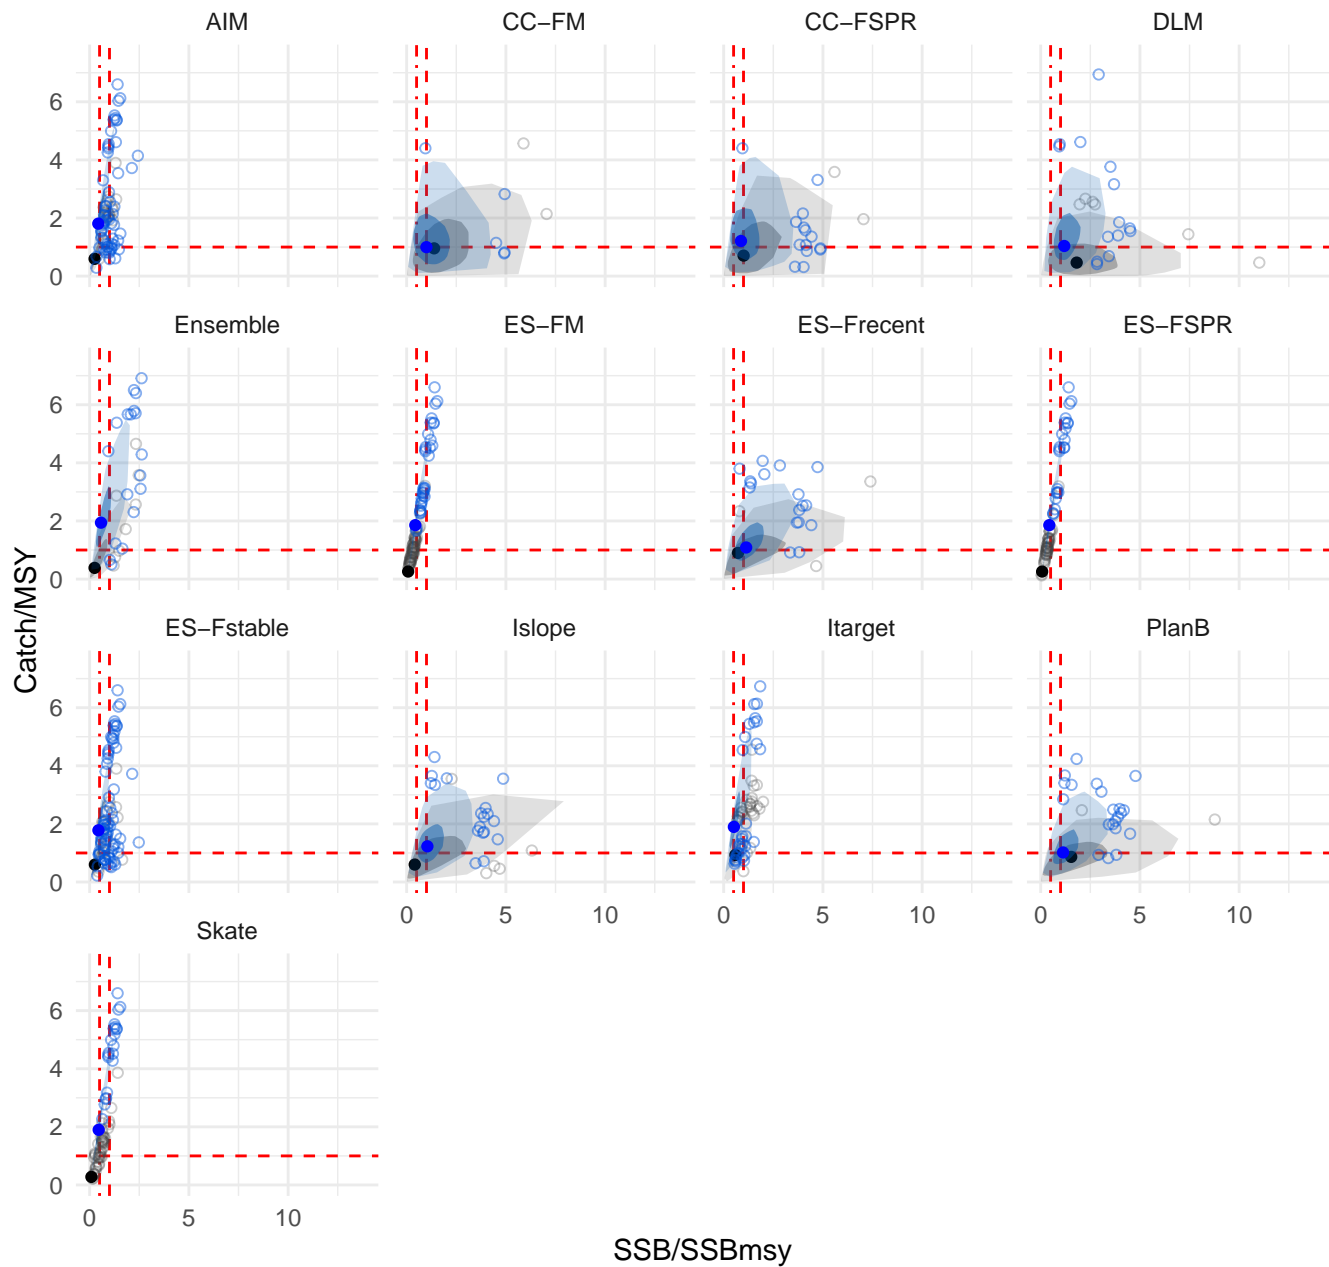 AIM CC−FM CC−FSPR DLM
6
4
2
0
Ensemble ES−FM ES−Frecent ES−FSPR
6
4
2
0
Catch/MSY
ES−Fstable Islope Itarget PlanB
6
4
2
0
0 5 10 0 5 10 0 5 10
Skate
6
4
2
0
0 5 10
SSB/SSBmsy